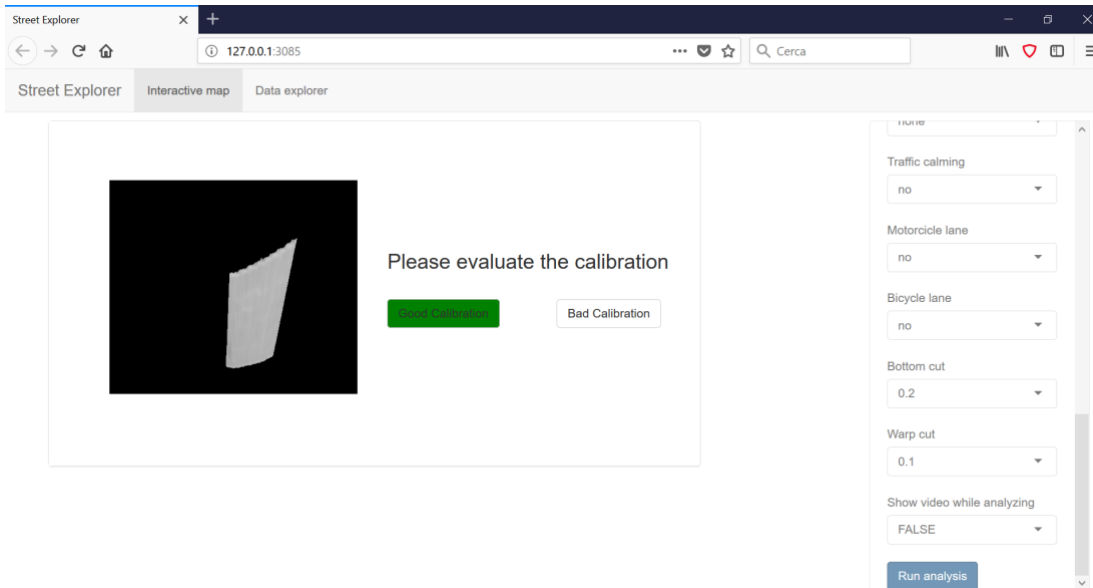 Street Explorer
127.0.0.1:3085
Cerca
Street Explorer Interactive map Data explorer
Please evaluate the calibration
Good Calibration Bad Calibration
none
Traffic calming
no
Motorcicle lane
no
Bicycle lane
no
Bottom cut
0.2
Warp cut
0.1
Show video while analyzing
FALSE
Run analysis